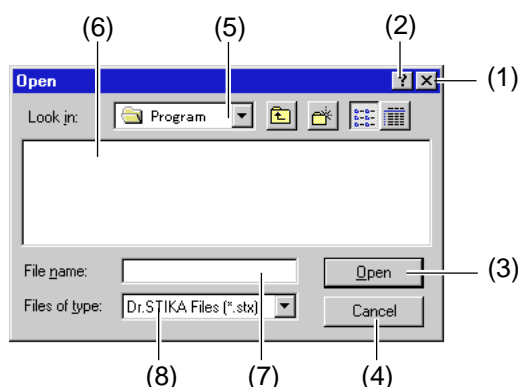 (6) (5) (2)
(1)
Open ?
Look in: Program
File name: Open (3)
Files of type: Dr.STIKA Files (*.stx) Cancel
(8) (7) (4)